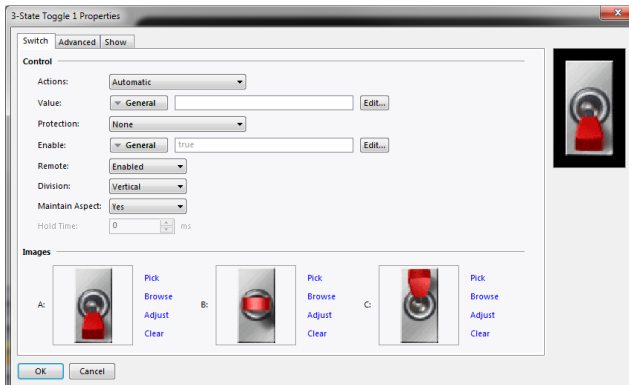 3-State Toggle 1 Properties
Switch Advanced Show
Control
Actions: Automatic
Value: General Edit...
Protection: None
Enable: General true Edit...
Remote: Enabled
Division: Vertical
Maintain Aspect: Yes
Hold Time: 0 ms
Images
A: Pick Browse Adjust Clear
B: Pick Browse Adjust Clear
C: Pick Browse Adjust Clear
OK Cancel